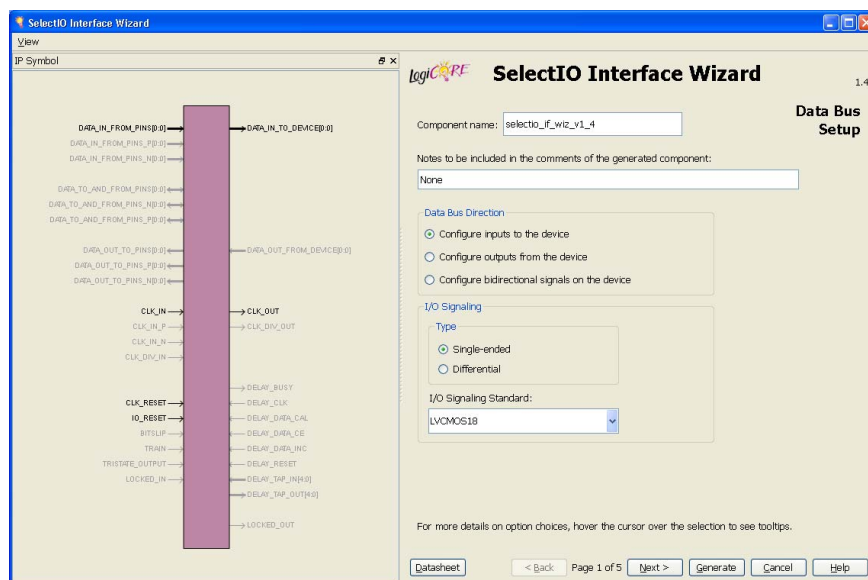 SelectIO Interface Wizard
View
IP Symbol
DATA_IN_FROM_PINS[0:0]
DATA_IN_TO_DEVICE[0:0]
DATA_IN_FROM_PINS_P[0:0]
DATA_IN_FROM_PINS_N[0:0]
DATA_TO_AND_FROM_PINS[0:0]
DATA_TO_AND_FROM_PINS_N[0:0]
DATA_TO_AND_FROM_PINS_P[0:0]
DATA_OUT_TO_PINS[0:0]
DATA_OUT_FROM_DEVICE[0:0]
DATA_OUT_TO_PINS_P[0:0]
DATA_OUT_TO_PINS_N[0:0]
CLK_IN
CLK_OUT
CLK_IN_P
CLK_DIV_OUT
CLK_IN_N
CLK_DIV_IN
DELAY_BUSY
CLK_RESET
DELAY_CLK
IO_RESET
DELAY_DATA_CAL
BITSLIP
DELAY_DATA_CE
TRAIN
DELAY_DATA_INC
TRISTATE_OUTPUT
DELAY_RESET
LOCKED_IN
DELAY_TAP_IN[4:0]
DELAY_TAP_OUT[4:0]
LOCKED_OUT
LogiCORE
SelectIO Interface Wizard
1.4
Data Bus
Setup
Component name: selectio_if_wiz_v1_4
Notes to be included in the comments of the generated component:
None
Data Bus Direction
Configure inputs to the device
Configure outputs from the device
Configure bidirectional signals on the device
I/O Signaling
Type
Single-ended
Differential
I/O Signaling Standard:
LVCMOS18
For more details on option choices, hover the cursor over the selection to see tooltips.
Datasheet < Back Page 1 of 5 Next > Generate Cancel Help